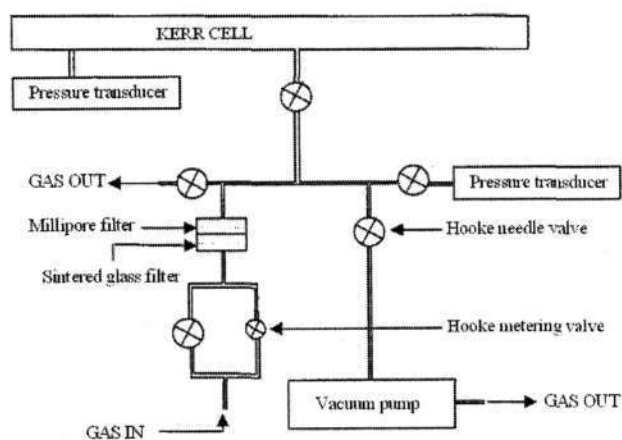 KERR CELL
Pressure transducer
GAS OUT
Pressure transducer
Millipore filter
Hooke needle valve
Sintered glass filter
Hooke metering valve
Vacuum pump
GAS OUT
GAS IN